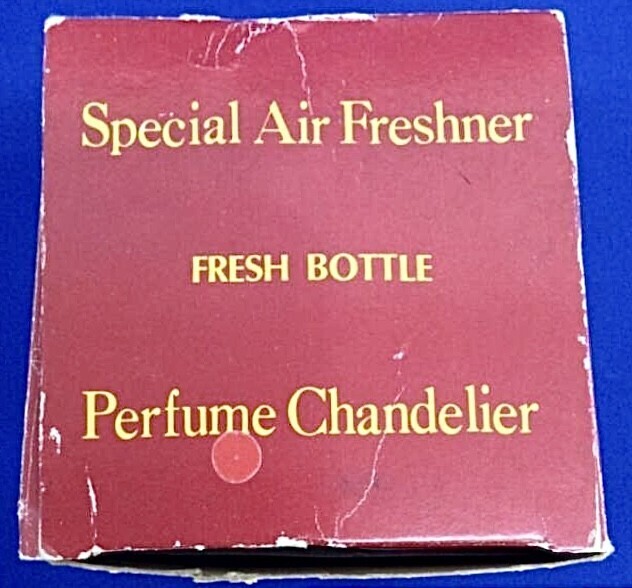 Special Air Freshner
FRESH BOTTLE
Perfume Chandelier